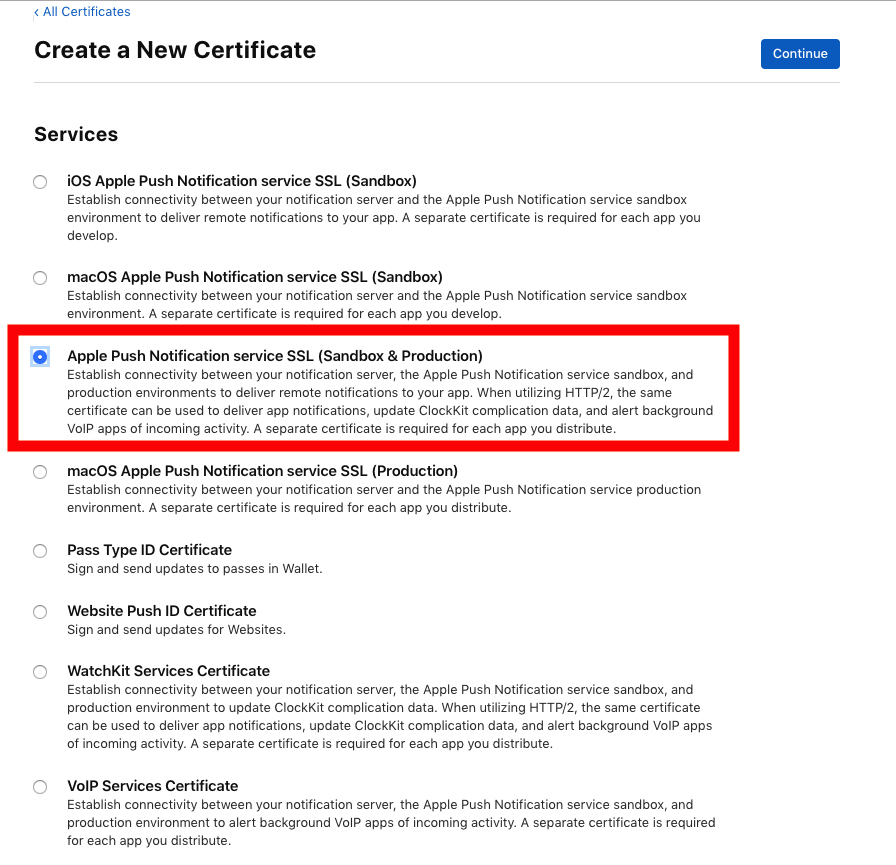 ‹ All Certificates
Create a New Certificate
Continue
Services
iOS Apple Push Notification service SSL (Sandbox)
Establish connectivity between your notification server and the Apple Push Notification service sandbox
environment to deliver remote notifications to your app. A separate certificate is required for each app you
develop.
macOS Apple Push Notification service SSL (Sandbox)
Establish connectivity between your notification server and the Apple Push Notification service sandbox
environment. A separate certificate is required for each app you develop.
Apple Push Notification service SSL (Sandbox & Production)
Establish connectivity between your notification server, the Apple Push Notification service sandbox, and
production environments to deliver remote notifications to your app. When utilizing HTTP/2, the same
certificate can be used to deliver app notifications, update ClockKit complication data, and alert background
VoIP apps of incoming activity. A separate certificate is required for each app you distribute.
macOS Apple Push Notification service SSL (Production)
Establish connectivity between your notification server and the Apple Push Notification service production
environment. A separate certificate is required for each app you distribute.
Pass Type ID Certificate
Sign and send updates to passes in Wallet.
Website Push ID Certificate
Sign and send updates for Websites.
WatchKit Services Certificate
Establish connectivity between your notification server, the Apple Push Notification service sandbox, and
production environment to update ClockKit complication data. When utilizing HTTP/2, the same certificate
can be used to deliver app notifications, update ClockKit complication data, and alert background VoIP apps
of incoming activity. A separate certificate is required for each app you distribute.
VoIP Services Certificate
Establish connectivity between your notification server, the Apple Push Notification service sandbox, and
production environment to alert background VoIP apps of incoming activity. A separate certificate is required
for each app you distribute.